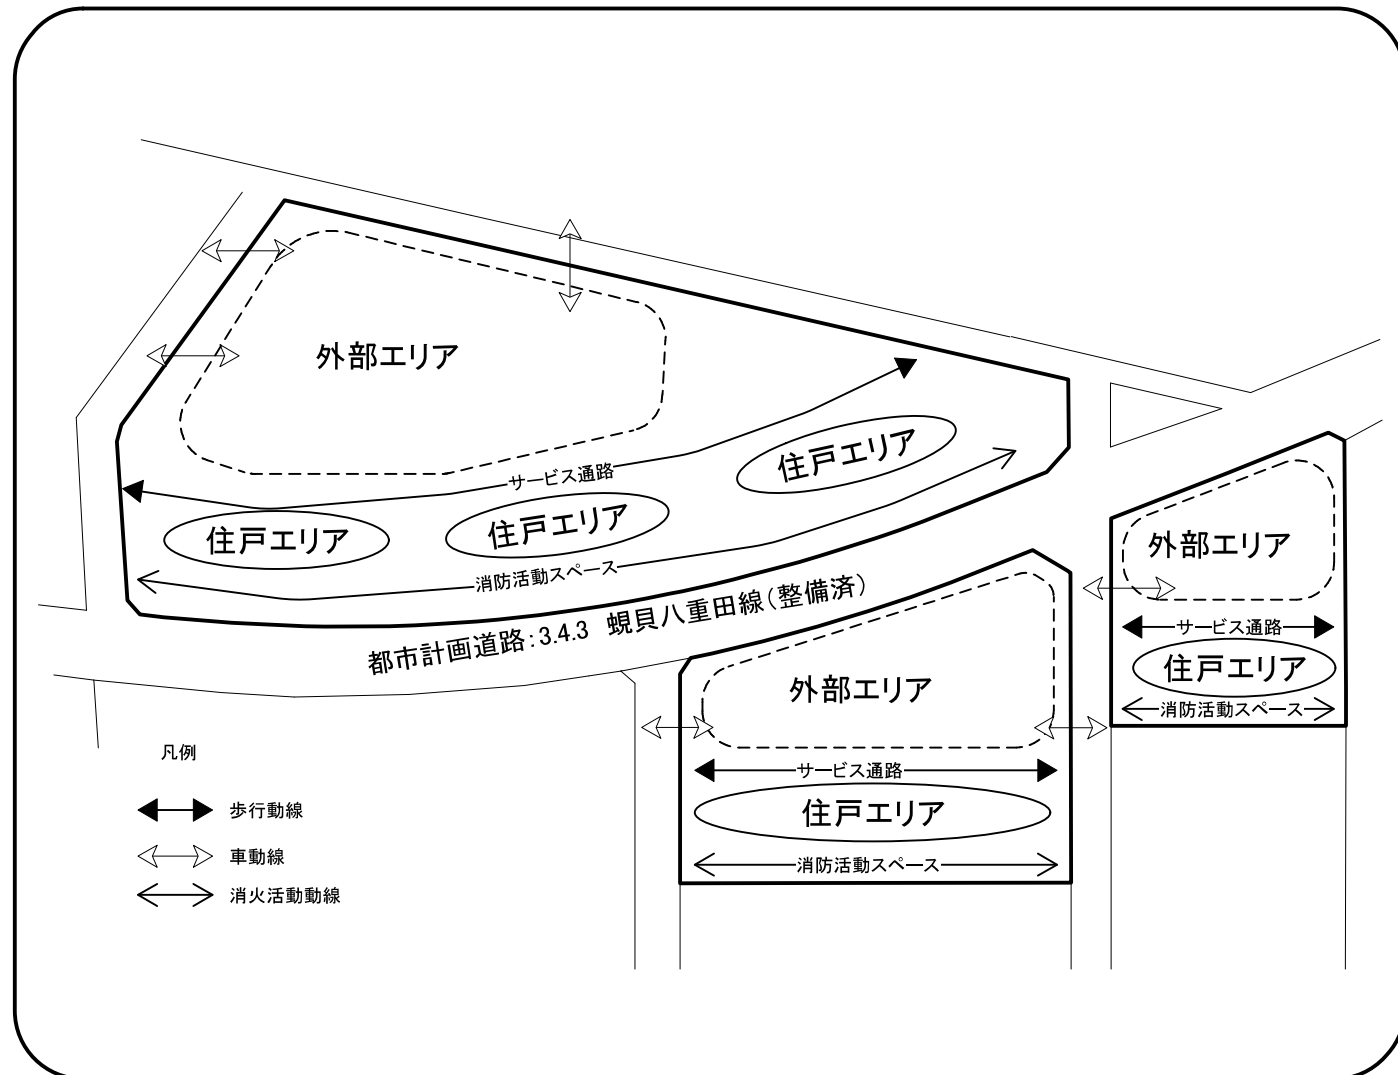 外部エリア
サービス通路
住戸エリア
住戸エリア
住戸エリア
消防活動スペース
都市計画道路:3.4.3 蜆貝八重田線(整備済)
外部エリア
サービス通路
住戸エリア
消防活動スペース
外部エリア
サービス通路
住戸エリア
消防活動スペース
凡例
歩行動線
車動線
消火活動動線